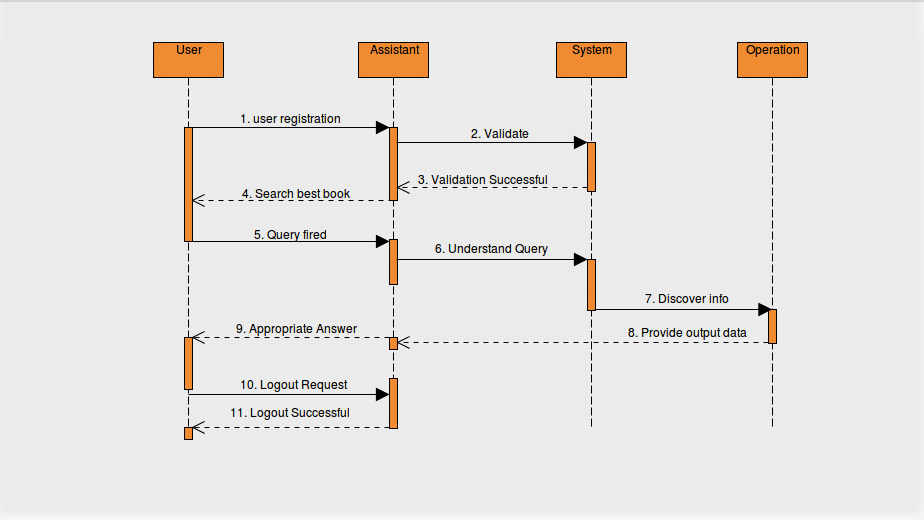 User
Assistant
System
Operation
1. user registration
2. Validate
3. Validation Successful
4. Search best book
5. Query fired
6. Understand Query
7. Discover info
8. Provide output data
9. Appropriate Answer
10. Logout Request
11. Logout Successful